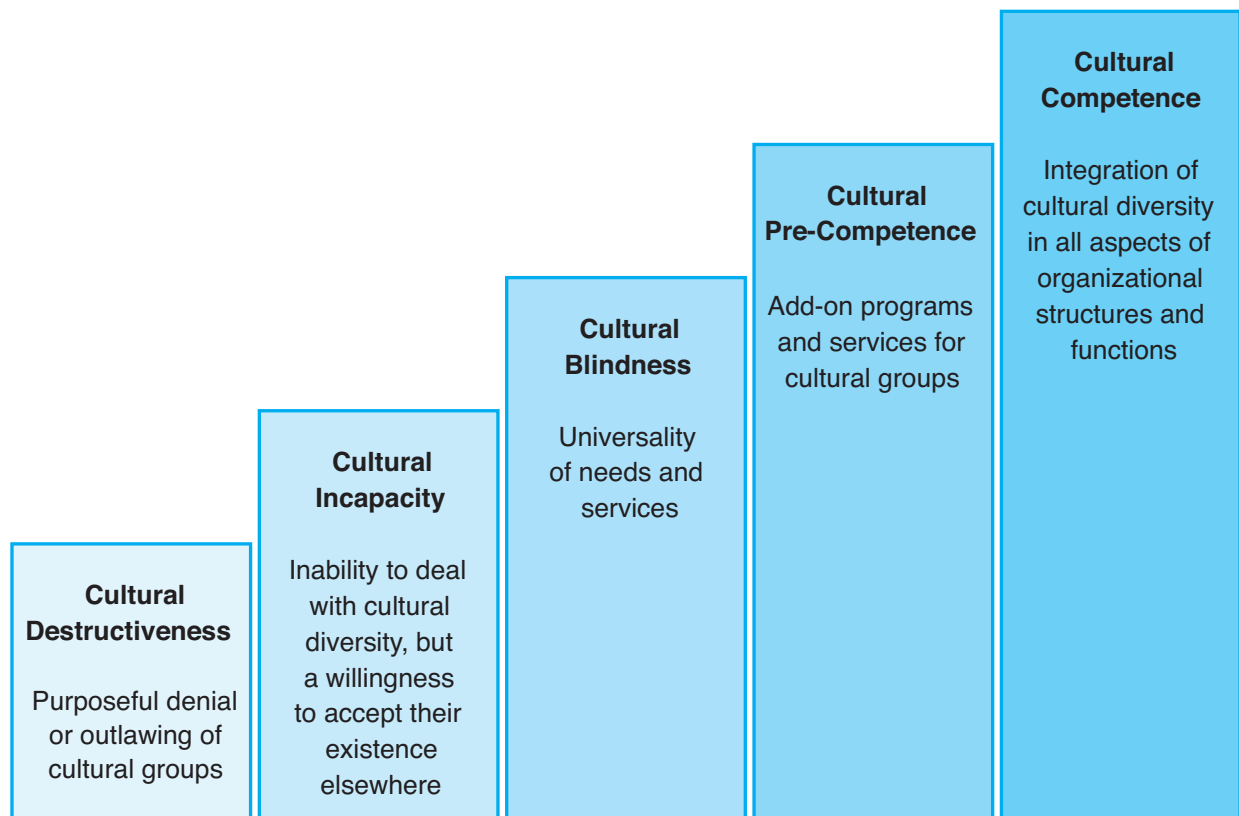 Cultural
Destructiveness
Purposeful denial
or outlawing of
cultural groups
Cultural
Incapacity
Inability to deal
with cultural
diversity, but
a willingness
to accept their
existence
elsewhere
Cultural
Blindness
Universality
of needs and
services
Cultural
Pre-Competence
Add-on programs
and services for
cultural groups
Cultural
Competence
Integration of
cultural diversity
in all aspects of
organizational
structures and
functions